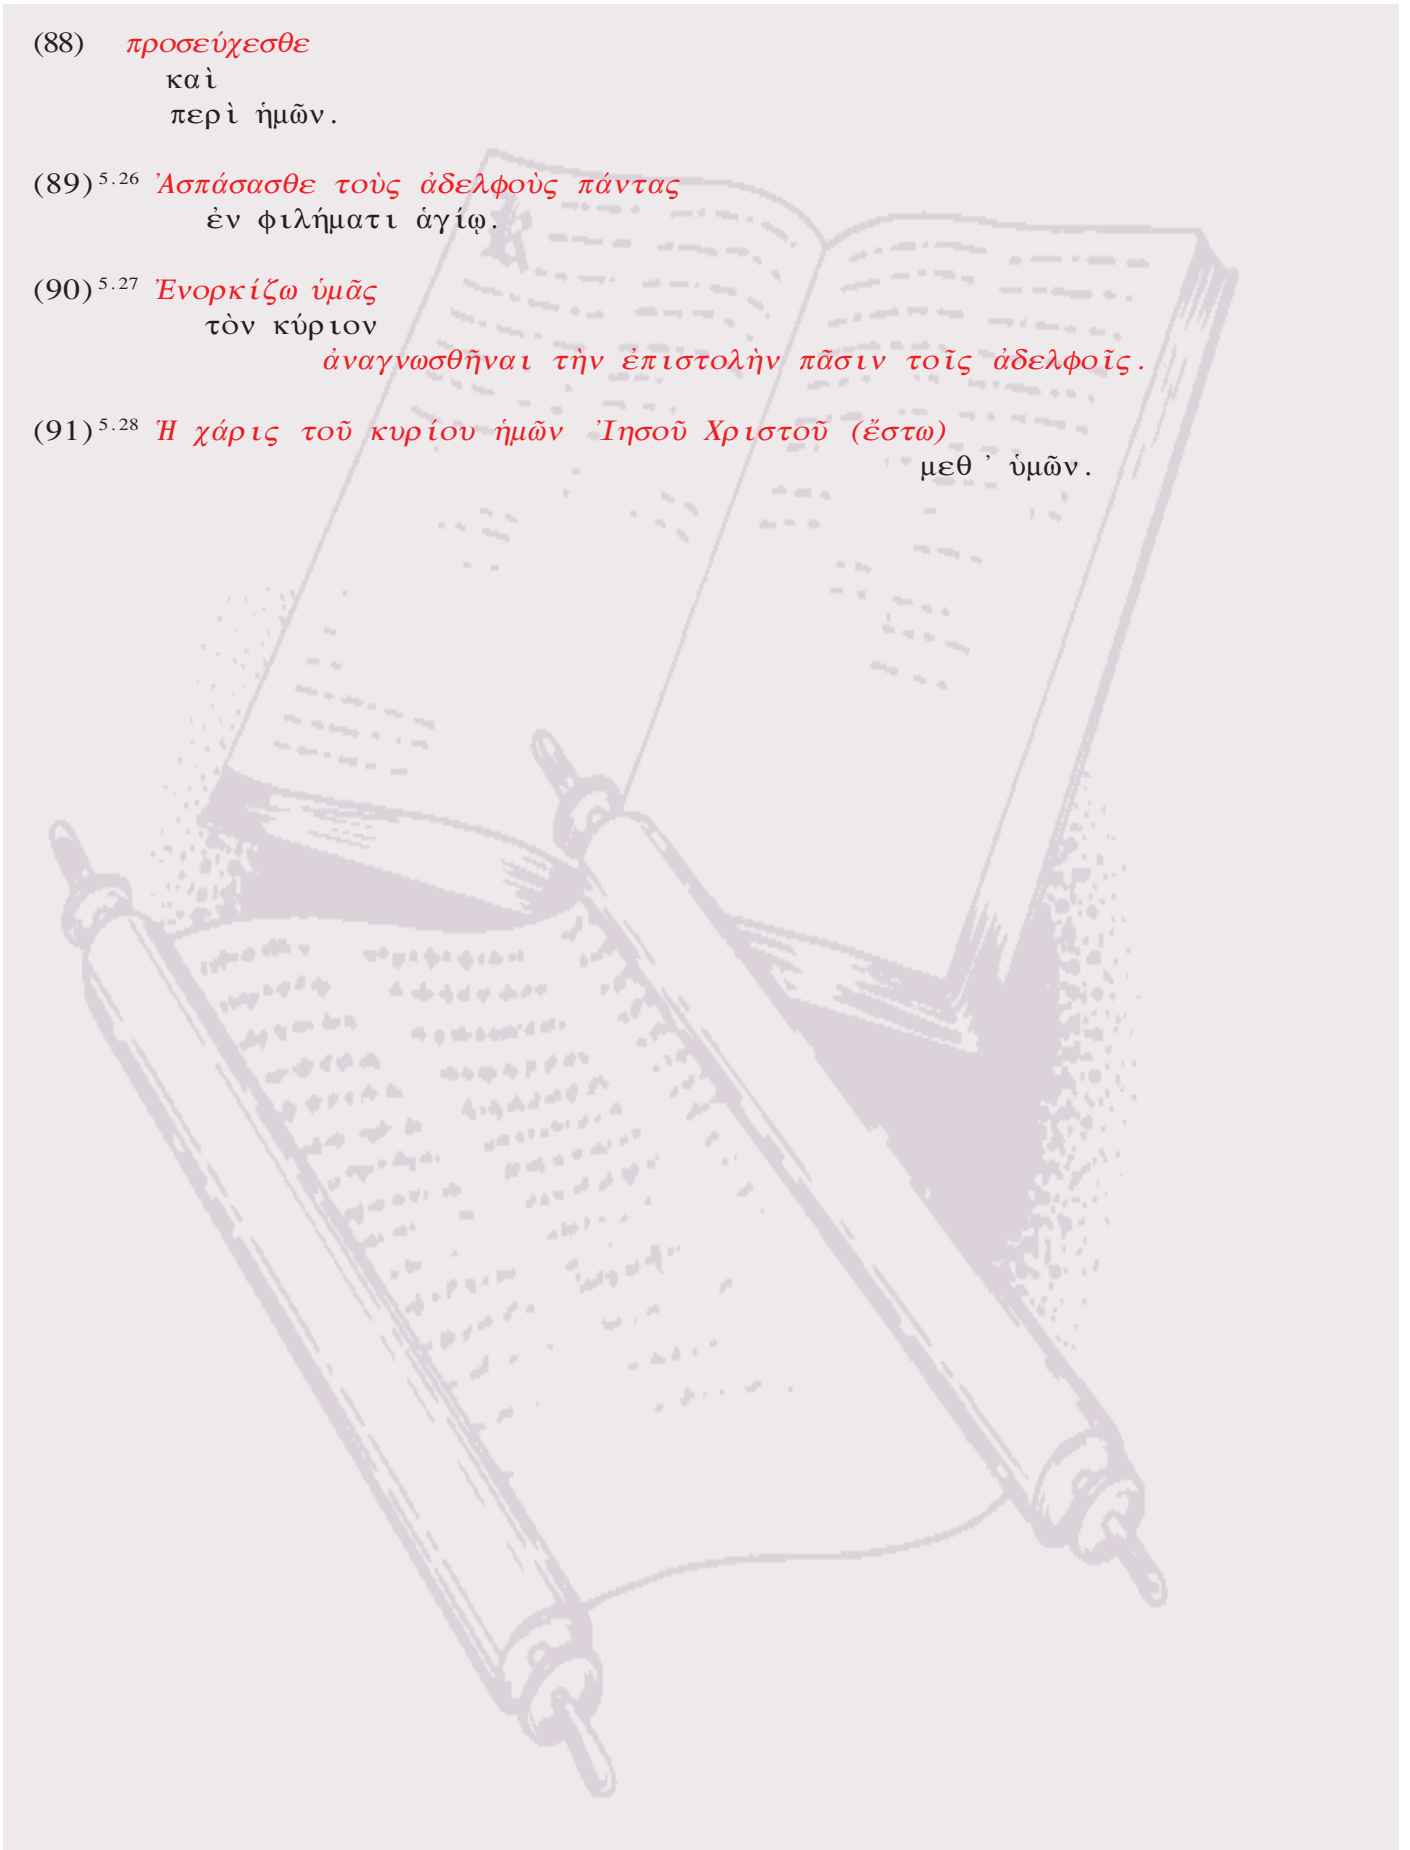 (88) προσεύχεσθε
καὶ
περὶ ἡμῶν.
(89) 5.26 Ἀσπάσασθε τοὺς ἀδελφοὺς πάντας
ἐν φιλήματι ἁγίῳ.
(90) 5.27 Ἐνορκίζω ὑμᾶς
τὸν κύριον
ἀναγνωσθῆναι τὴν ἐπιστολὴν πᾶσιν τοῖς ἀδελφοῖς.
(91) 5.28 Ἡ χάρις τοῦ κυρίου ἡμῶν Ἰησοῦ Χριστοῦ (ἔστω)
μεθ ̓ ὑμῶν.